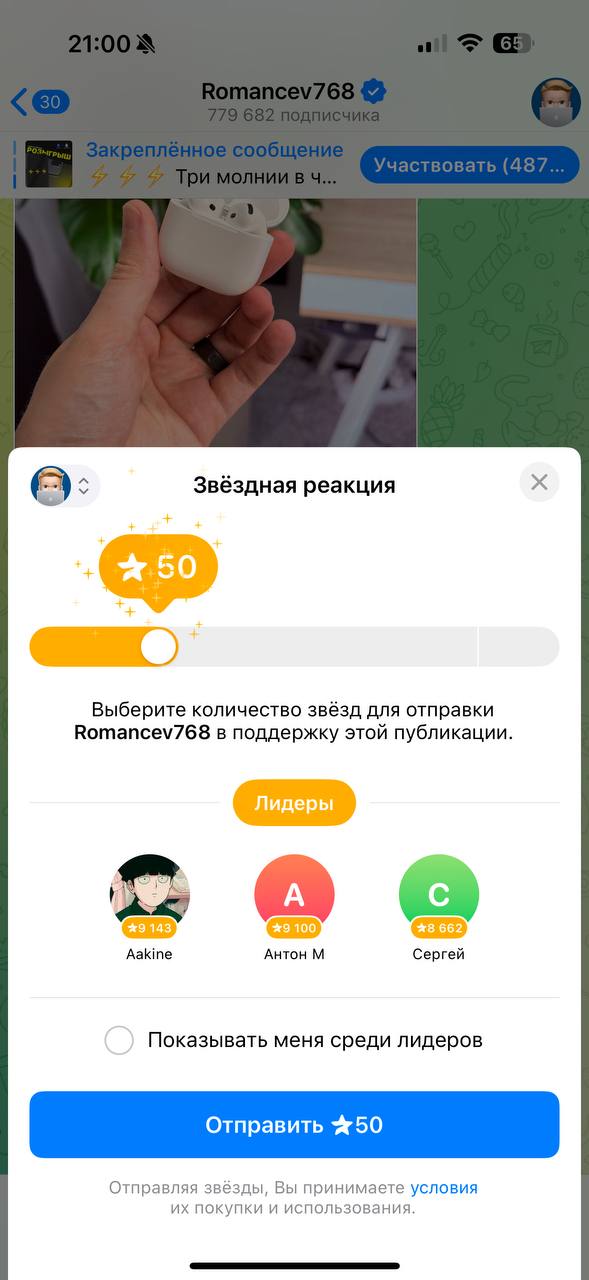 21:00
65
30
Romancev768
779 682 подписчика
РОЗЫГРЫШ
Закреплённое сообщение
⚡ ⚡ ⚡ Три молнии в ч...
Участвовать (487...
Звёздная реакция
★ 50
Выберите количество звёзд для отправки
Romancev768 в поддержку этой публикации.
Лидеры
А
С
★9 143
★9 100
★8 662
Aakine
Антон М
Сергей
Показывать меня среди лидеров
Отправить ★50
Отправляя звёзды, Вы принимаете условия
их покупки и использования.